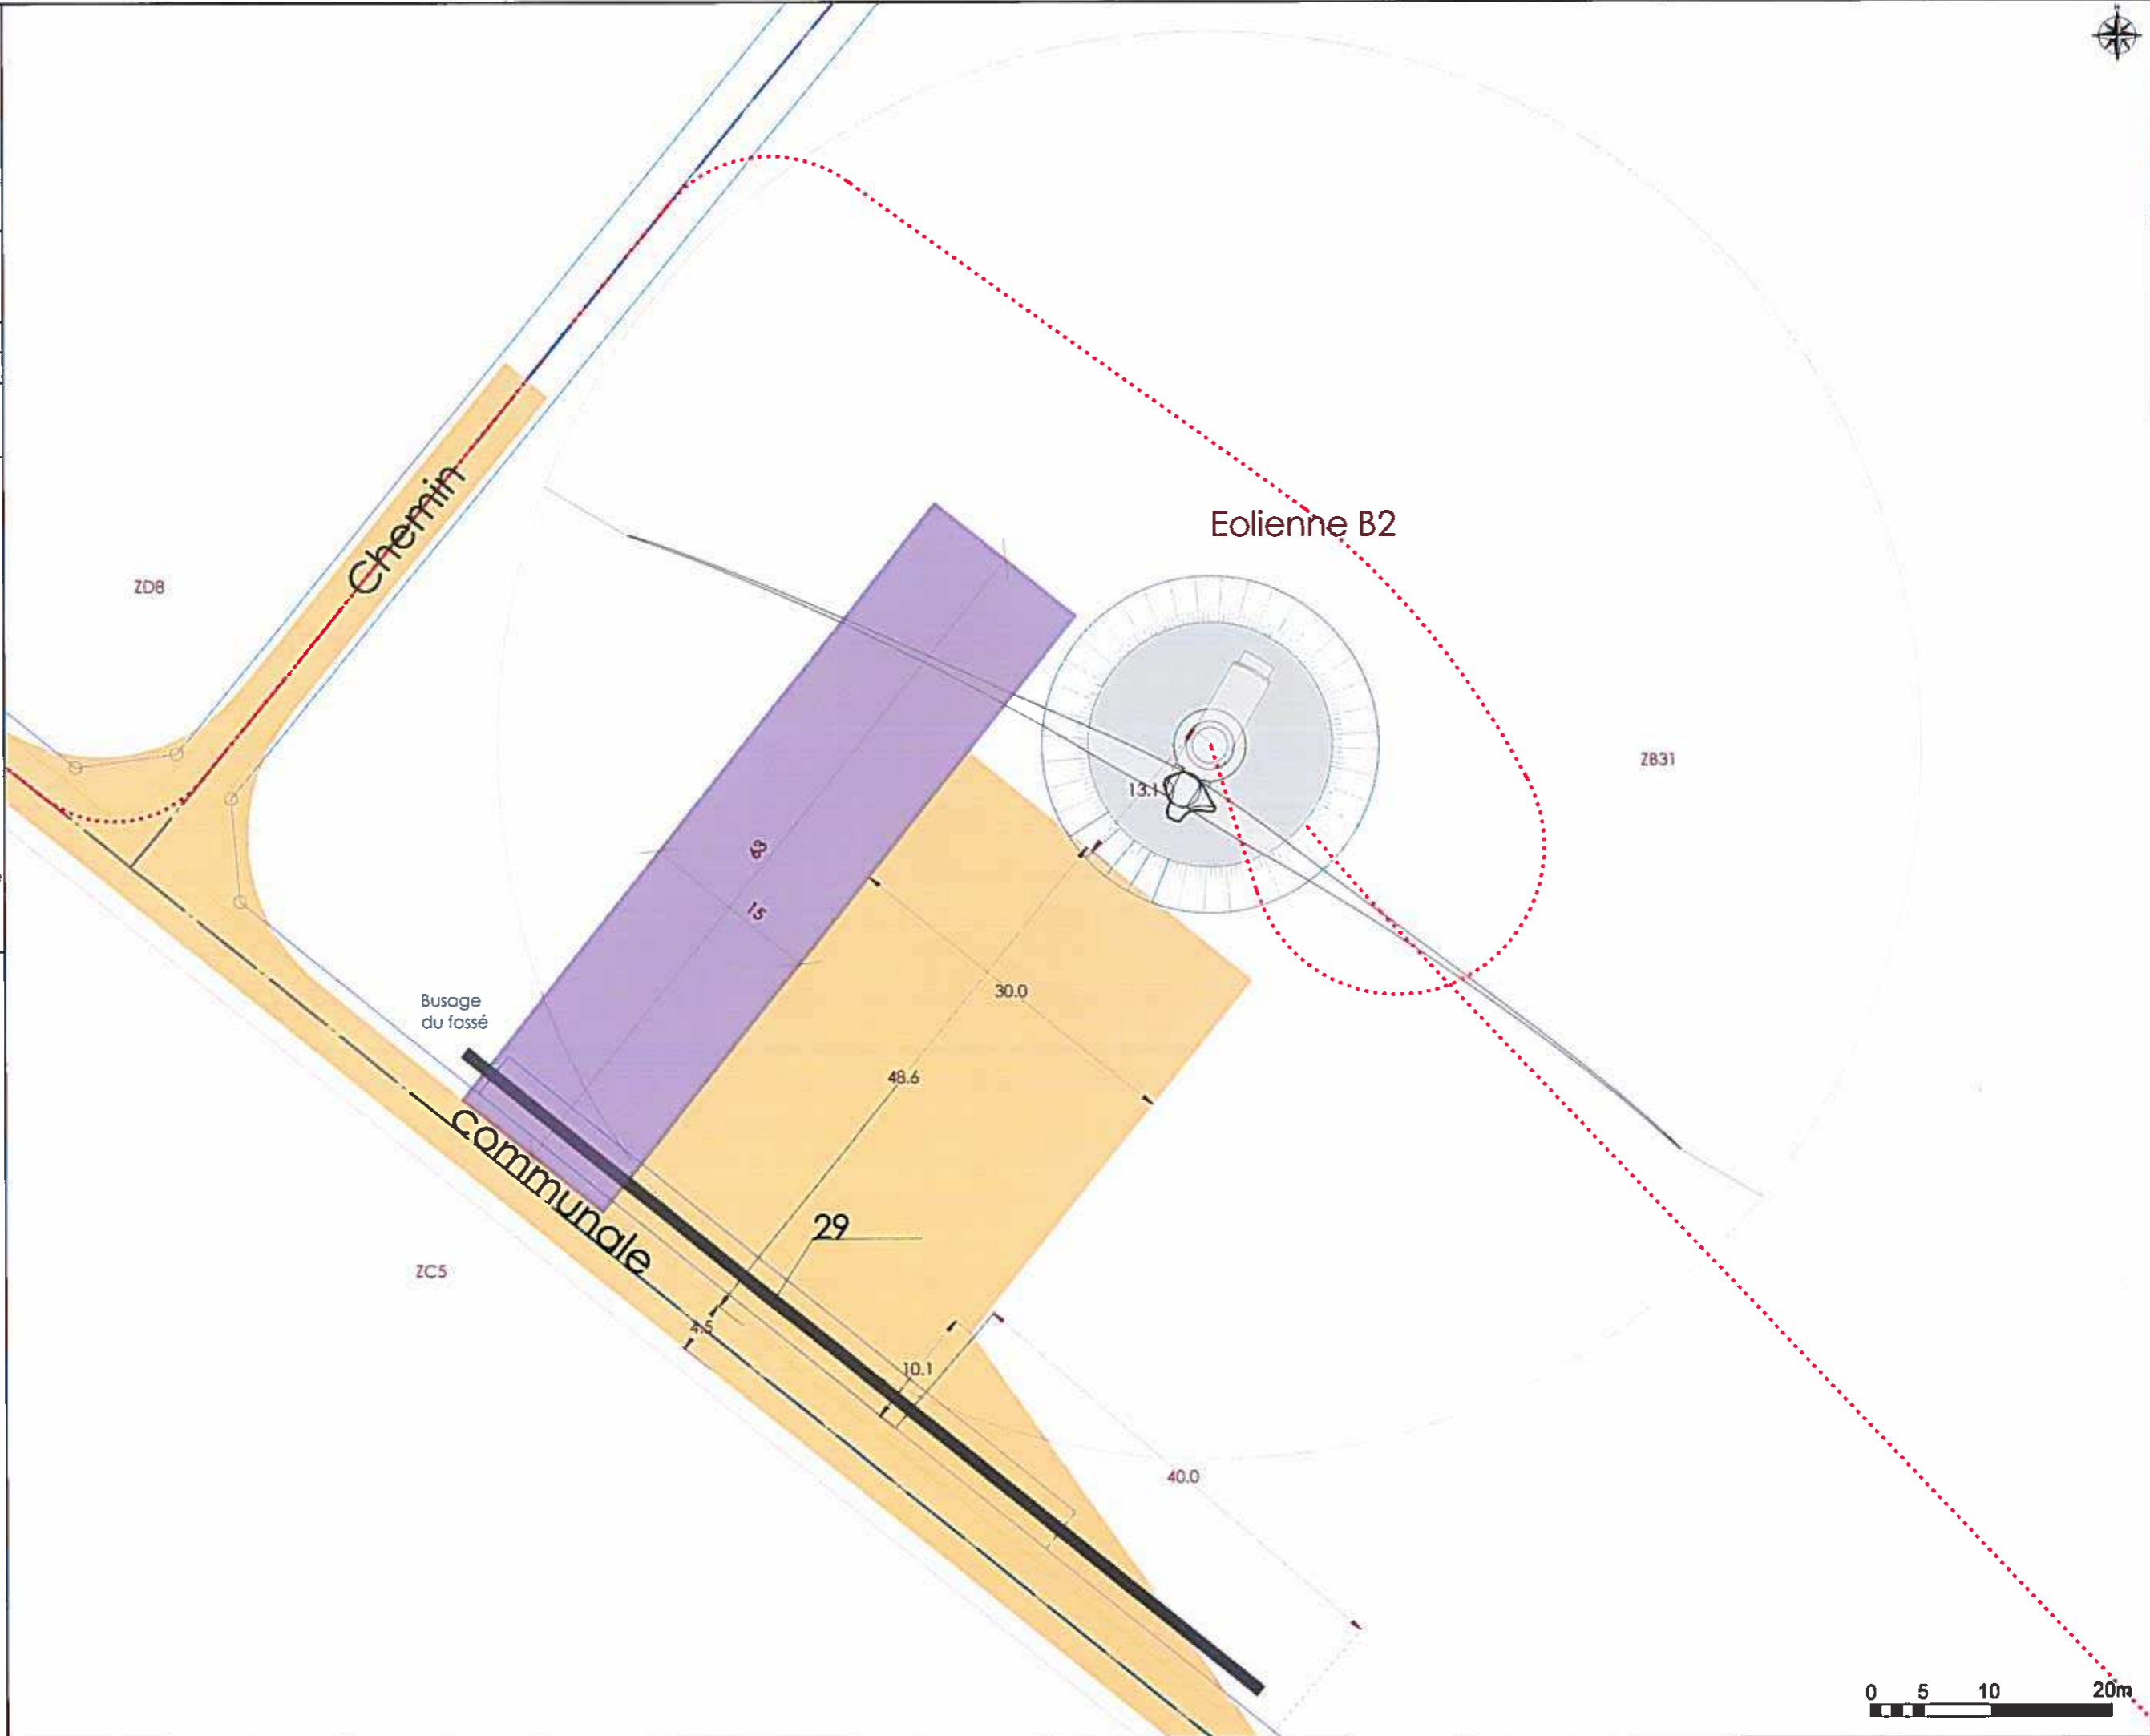 N
Chemin
Eolienne B2
ZD8
ZB31
13.1
63
15
30.0
Busage
du fossé
48.6
communale
29
ZC5
4.5
10.1
40.0
0 5 10 20m